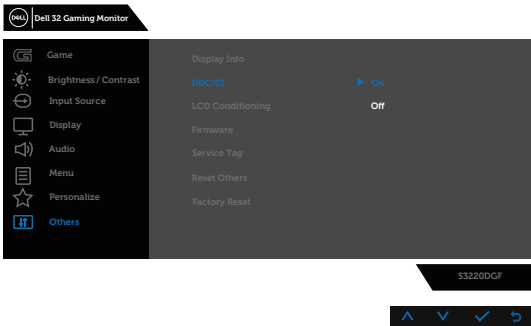 DELL
Dell 32 Gaming Monitor
Game
Brightness / Contrast
Input Source
Display
Audio
Menu
Personalize
Others
Display Info
DDC/CI On
LCD Conditioning Off
Firmware
Service Tag
Reset Others
Factory Reset
S3220DGF